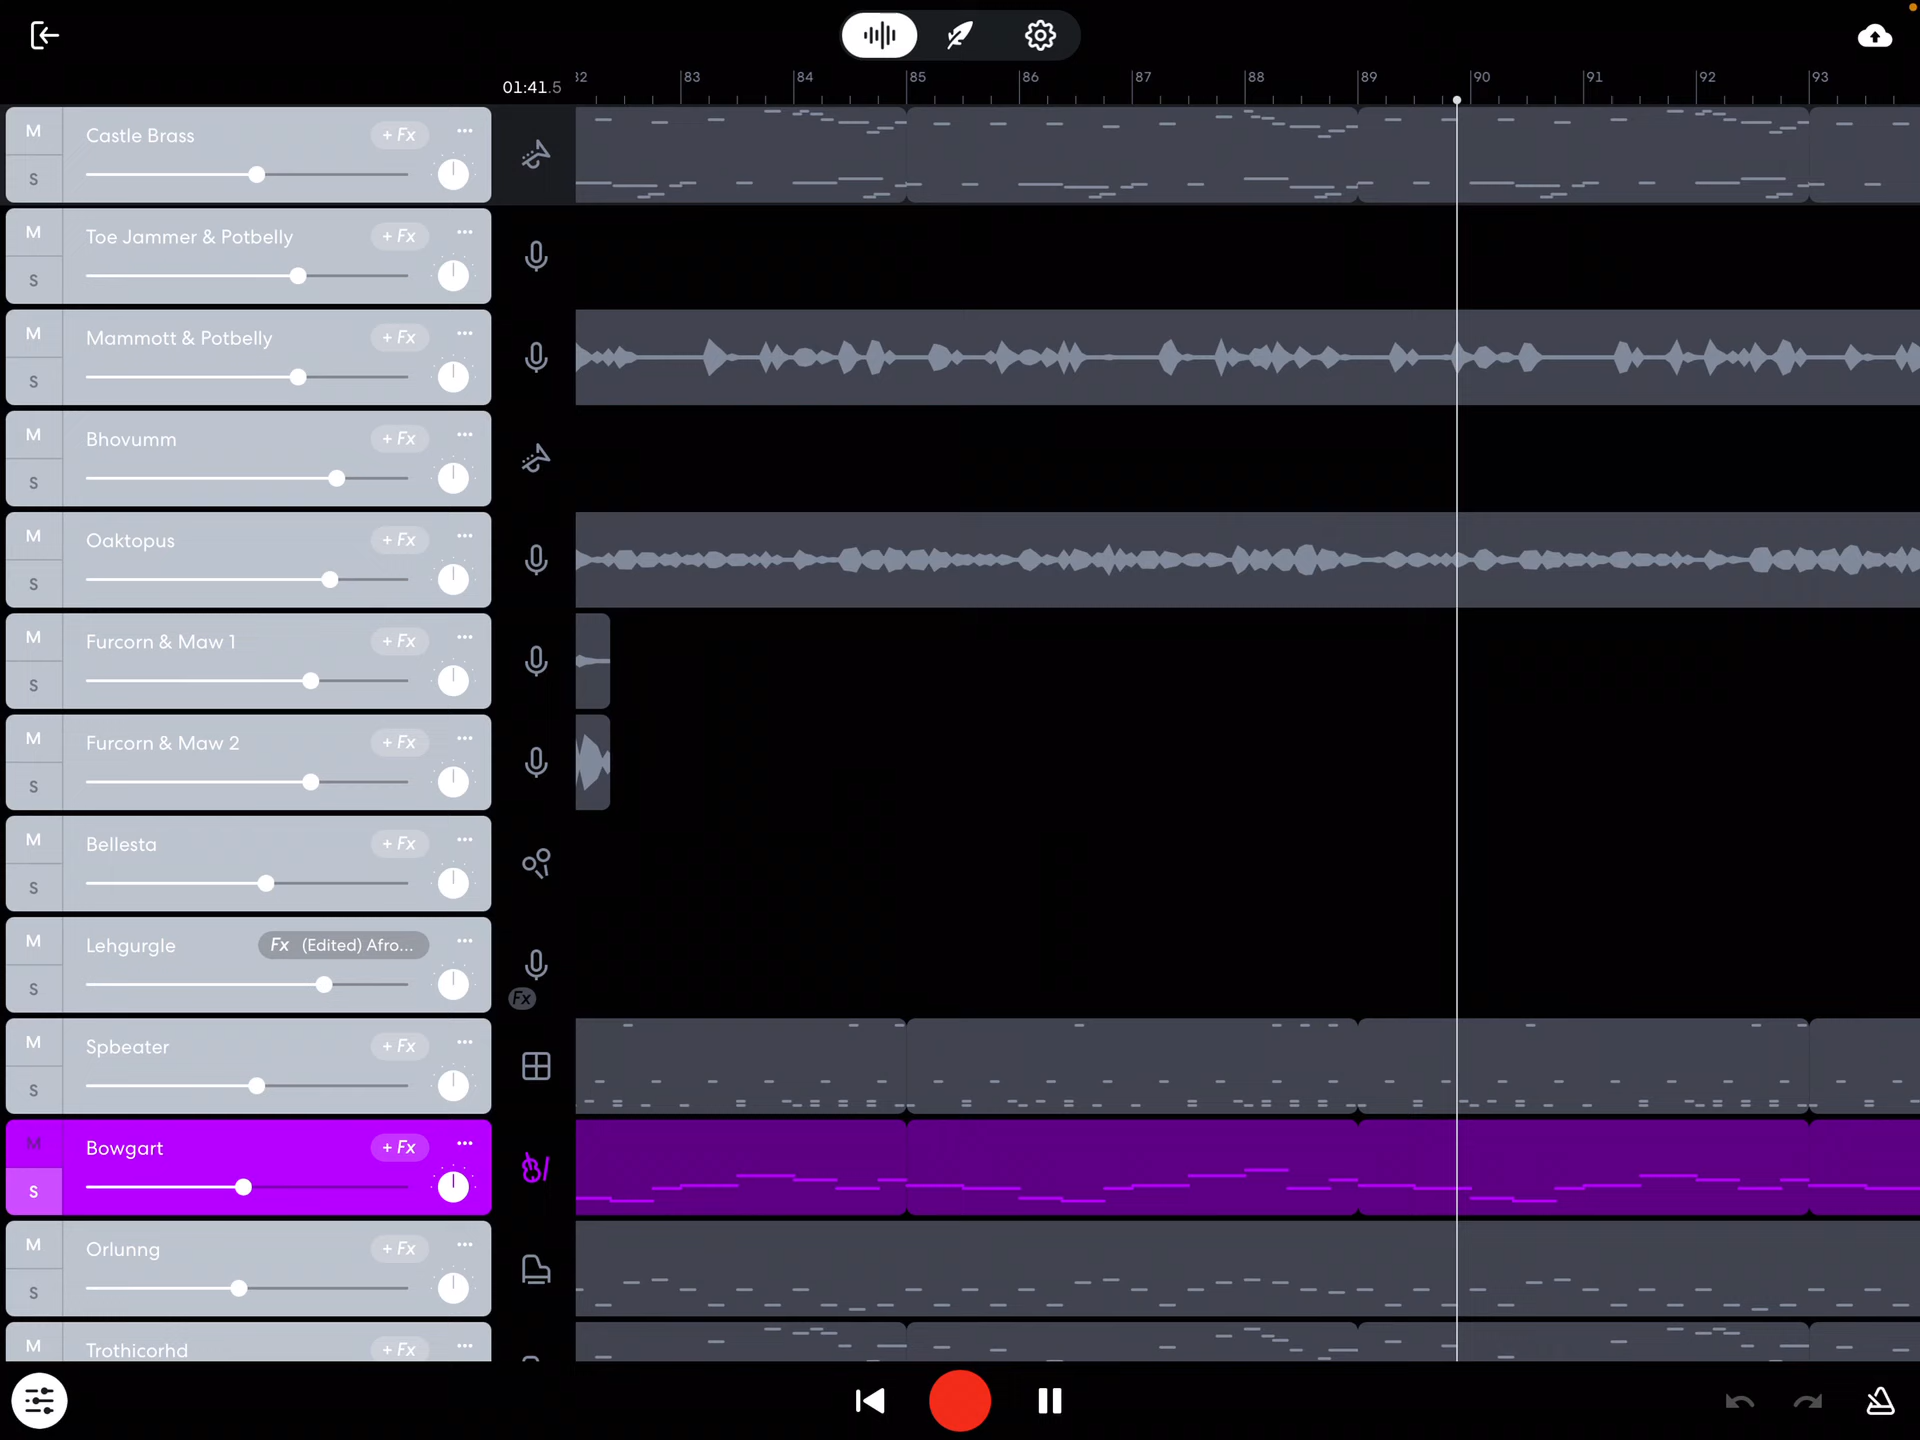 01:41.5 32 83 84 85 86 87 88 89 90 91 92 93
M Castle Brass + Fx
S
M Toe Jammer & Potbelly + Fx
S
M Mammott & Potbelly + Fx
S
M Bhovumm + Fx
S
M Oaktopus + Fx
S
M Furcorn & Maw 1 + Fx
S
M Furcorn & Maw 2 + Fx
S
M Bellesta + Fx
S
M Lehgurgle Fx (Edited) Afro...
S
Fx
M Spbeater + Fx
S
M Bowgart + Fx
S
M Orlunng + Fx
S
M Trothicorhd + Fx